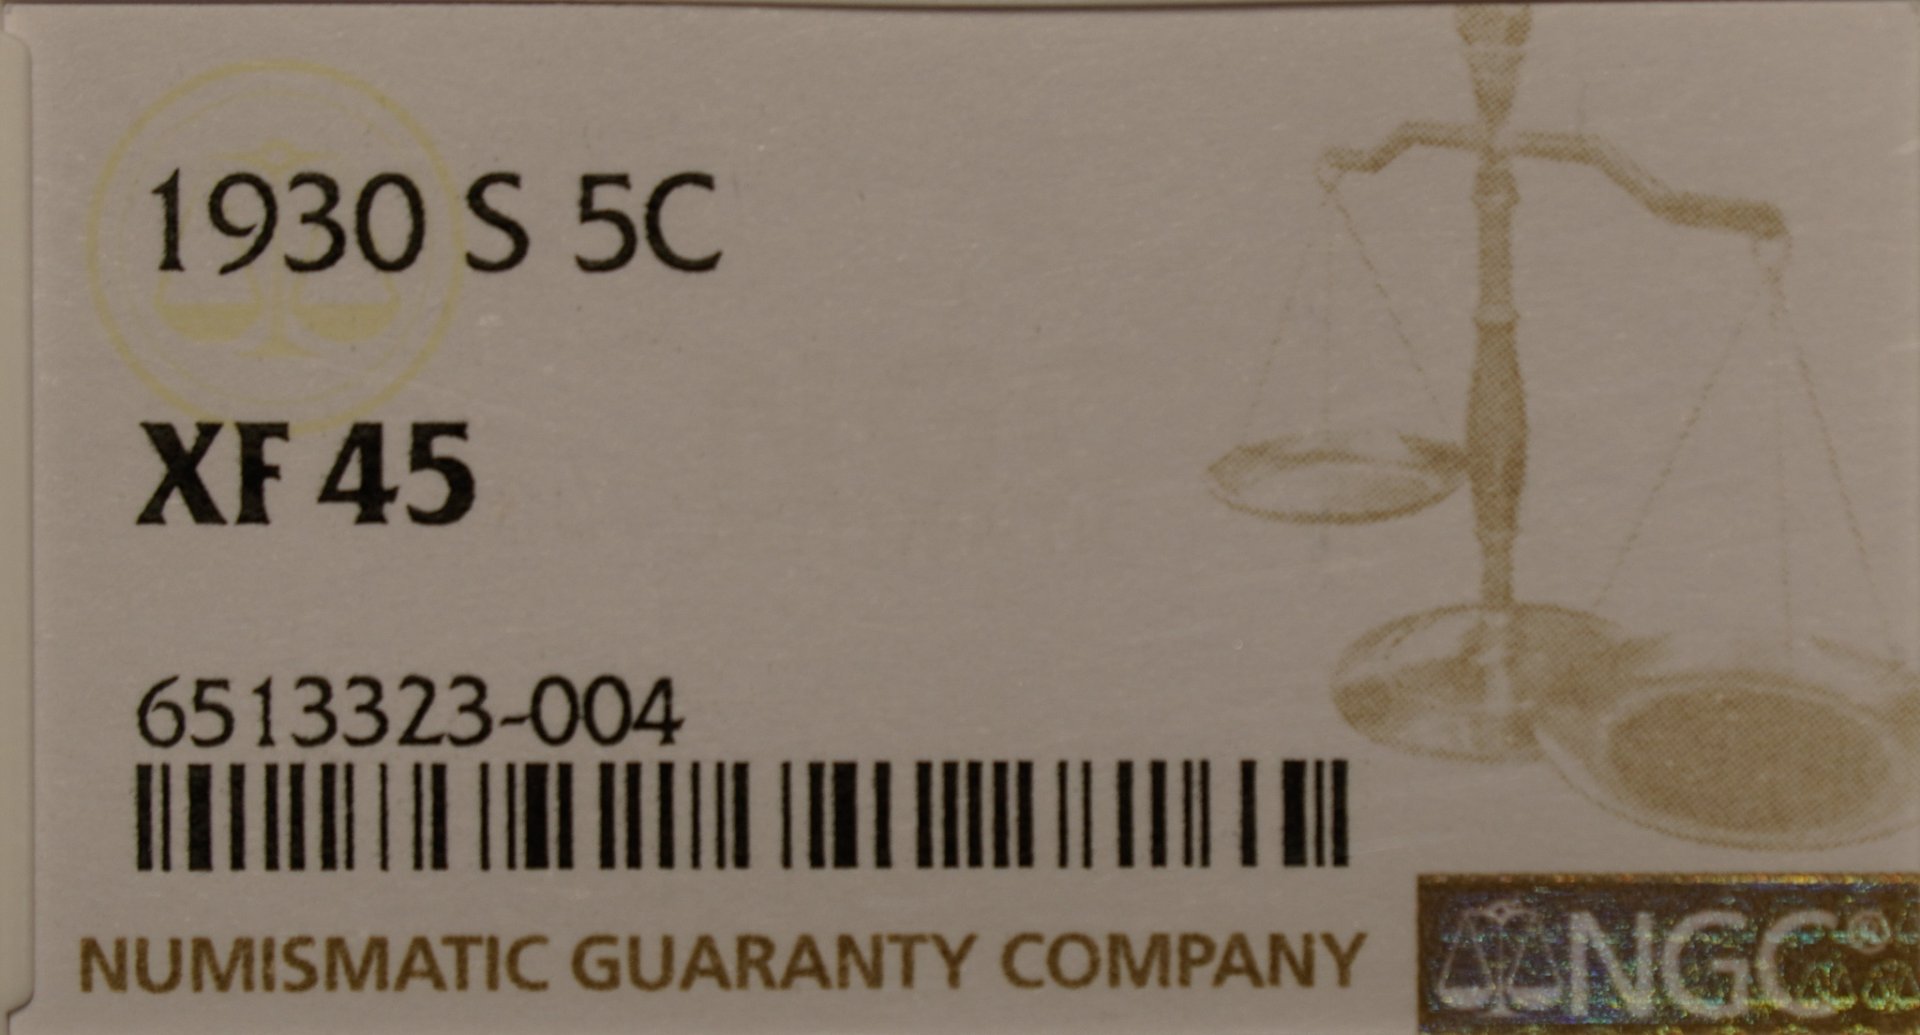 1930 S 5C
XF 45
6513323-004
NUMISMATIC GUARANTY COMPANY
NGC®